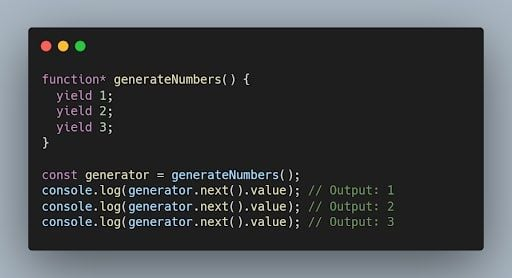 function* generateNumbers() {
  yield 1;
  yield 2;
  yield 3;
}

const generator = generateNumbers();
console.log(generator.next().value); // Output: 1
console.log(generator.next().value); // Output: 2
console.log(generator.next().value); // Output: 3